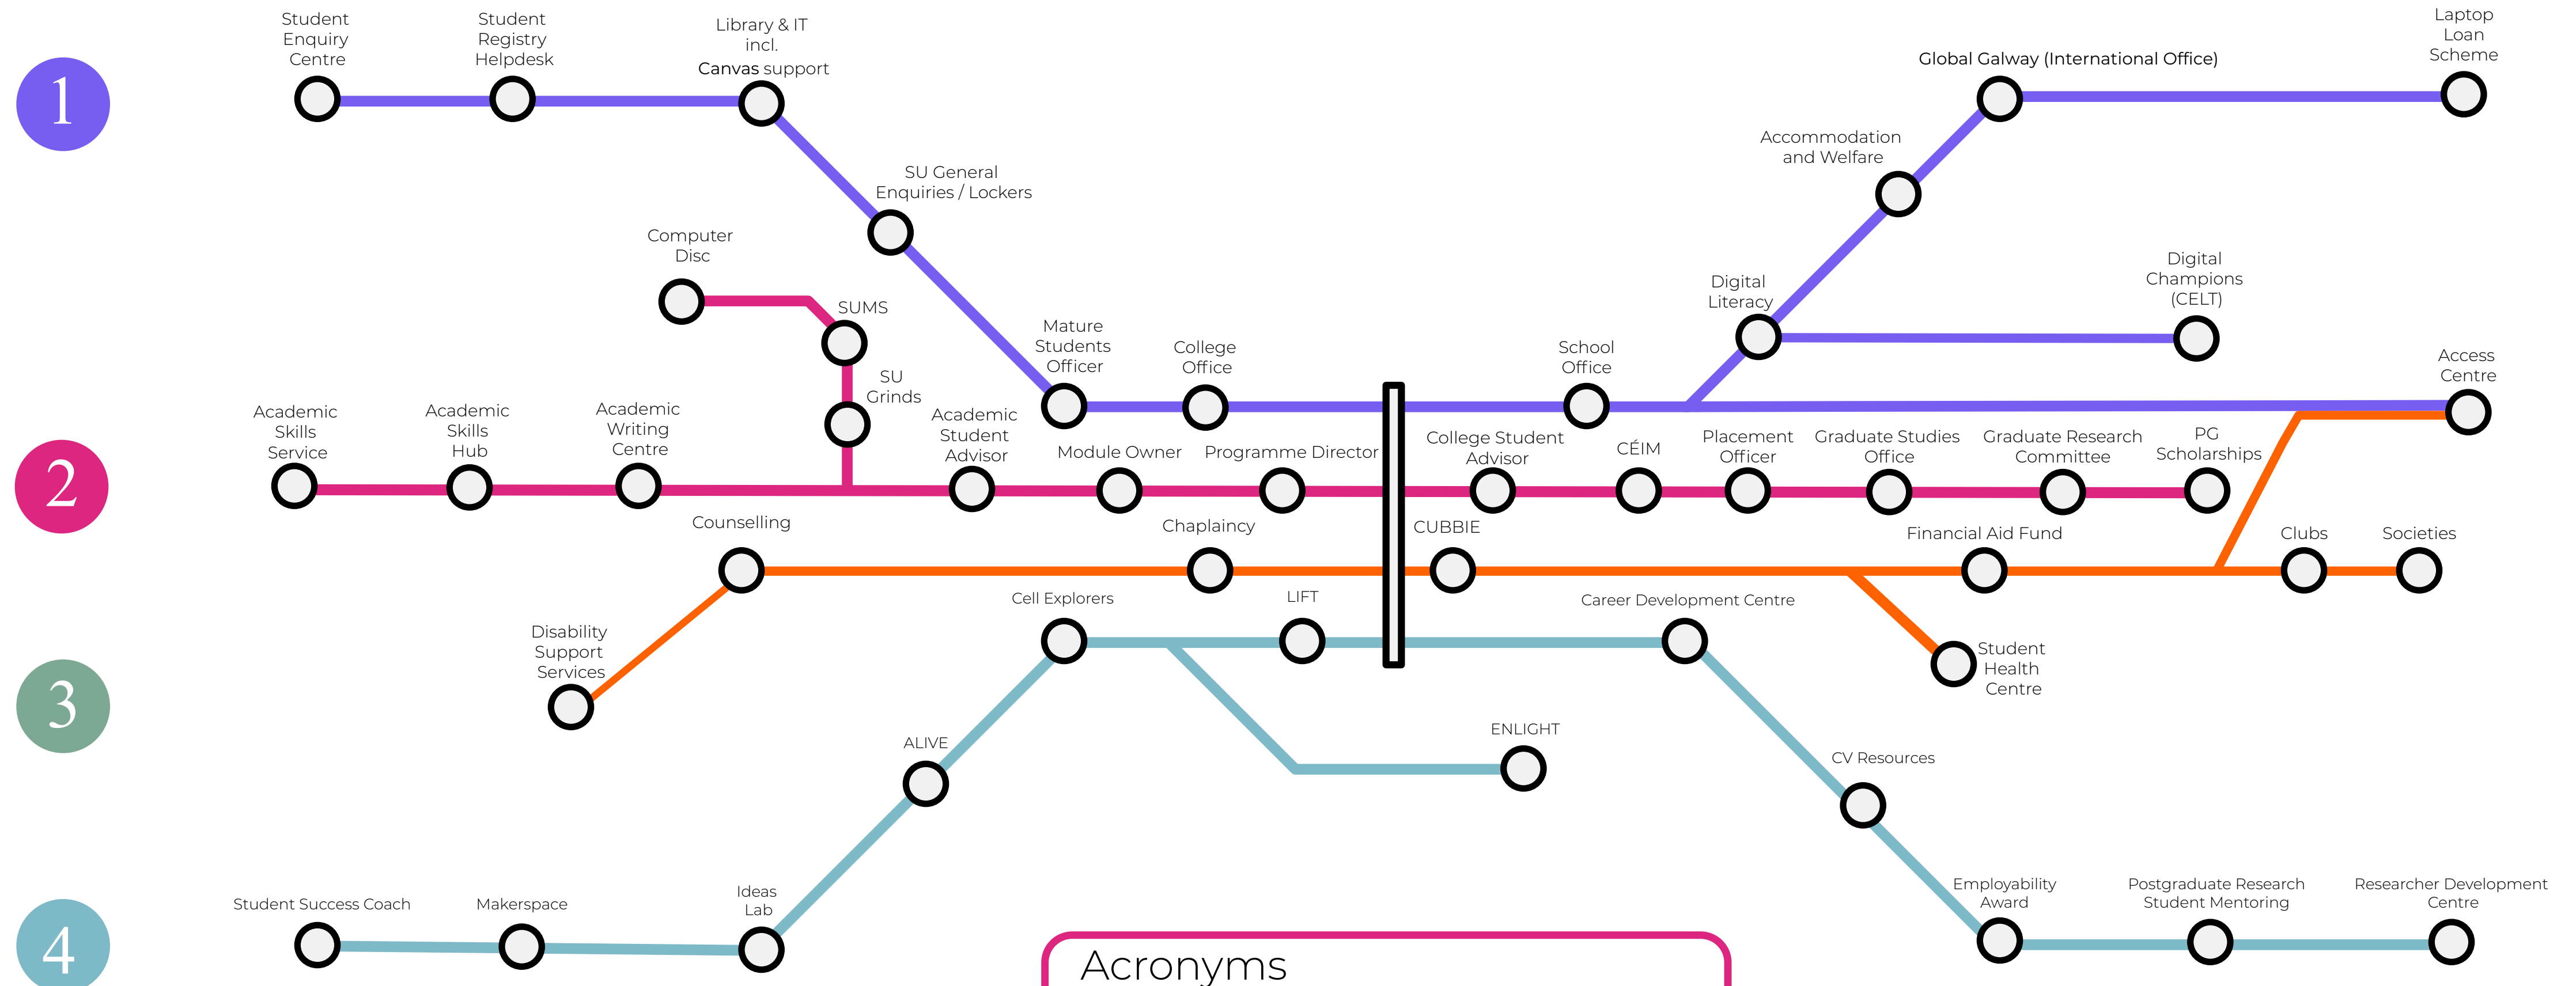 1
Student
Enquiry
Centre
Student
Registry
Helpdesk
Library & IT
incl.
Canvas support
SU General
Enquiries / Lockers
Mature
Students
Officer
College
Office
School
Office
Digital
Literacy
Accommodation
and Welfare
Global Galway (International Office)
Laptop
Loan
Scheme
Digital
Champions
(CELT)
Access
Centre
Computer
Disc
SUMS
SU
Grinds
2
Academic
Skills
Service
Academic
Skills
Hub
Academic
Writing
Centre
Academic
Student
Advisor
Module Owner
Programme Director
College Student
Advisor
CÉIM
Placement
Officer
Graduate Studies
Office
Graduate Research
Committee
PG
Scholarships
3
Disability
Support
Services
Counselling
Chaplaincy
CUBBIE
Financial Aid Fund
Clubs
Societies
Student
Health
Centre
4
Student Success Coach
Makerspace
Ideas
Lab
ALIVE
Cell Explorers
LIFT
ENLIGHT
Career Development Centre
CV Resources
Employability
Award
Postgraduate Research
Student Mentoring
Researcher Development
Centre
Acronyms